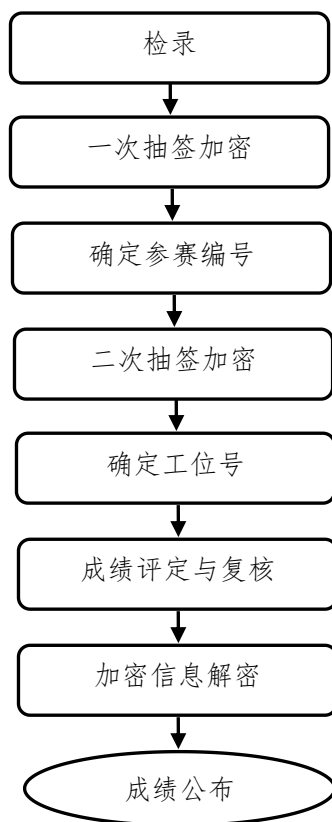 检录
一次抽签加密
确定参赛编号
二次抽签加密
确定工位号
成绩评定与复核
加密信息解密
成绩公布